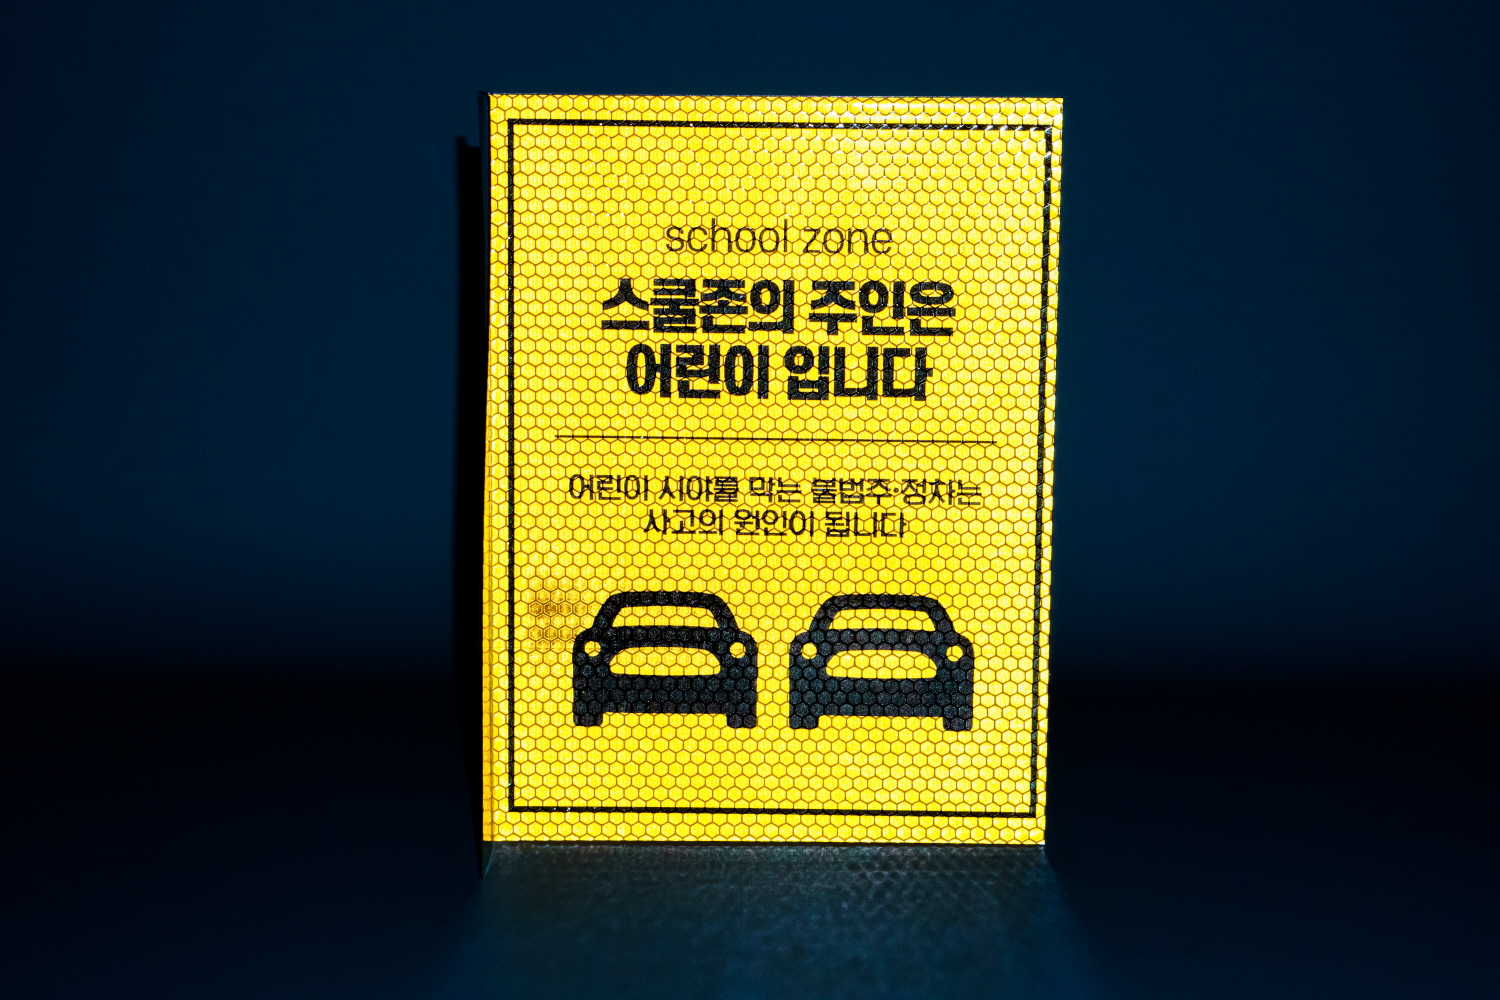 school zone
스쿨존의 주인은
어린이 입니다
어린이 시야를 막는 불법주·정차는
사고의 원인이 됩니다